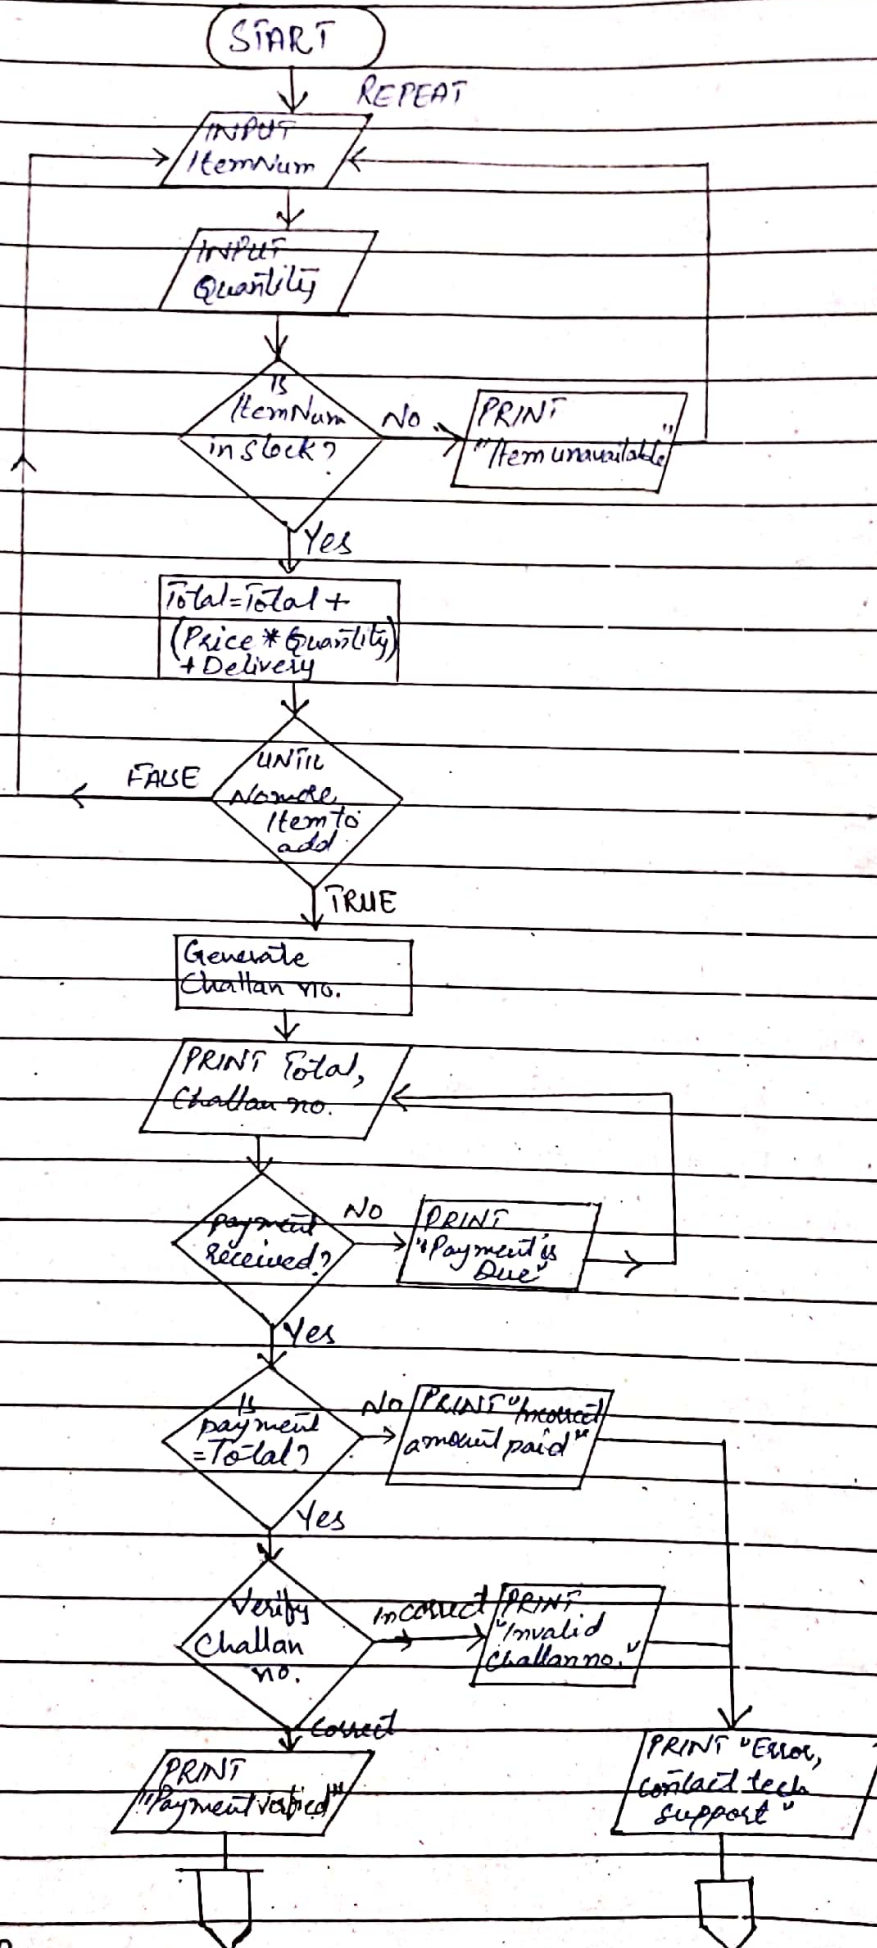 START
REPEAT
INPUT
ItemNum
INPUT
Quantity
Is
ItemNum
in stock?
No
PRINT
"Item unavailable"
Yes
Total=Total +
(Price * Quantity)
+ Delivery
UNTIL
No more
Item to
add
FALSE
TRUE
Generate
Challan no.
PRINT Total,
Challan no.
payment
received?
NO
PRINT
"Payment is
Due"
Yes
Is
payment
=Total?
NO
PRINT "Incorrect
amount paid"
Yes
Verify
Challan
no.
incorrect
PRINT
"Invalid
Challan no."
correct
PRINT
"Payment verfied"
PRINT "Error,
contact tech
support"